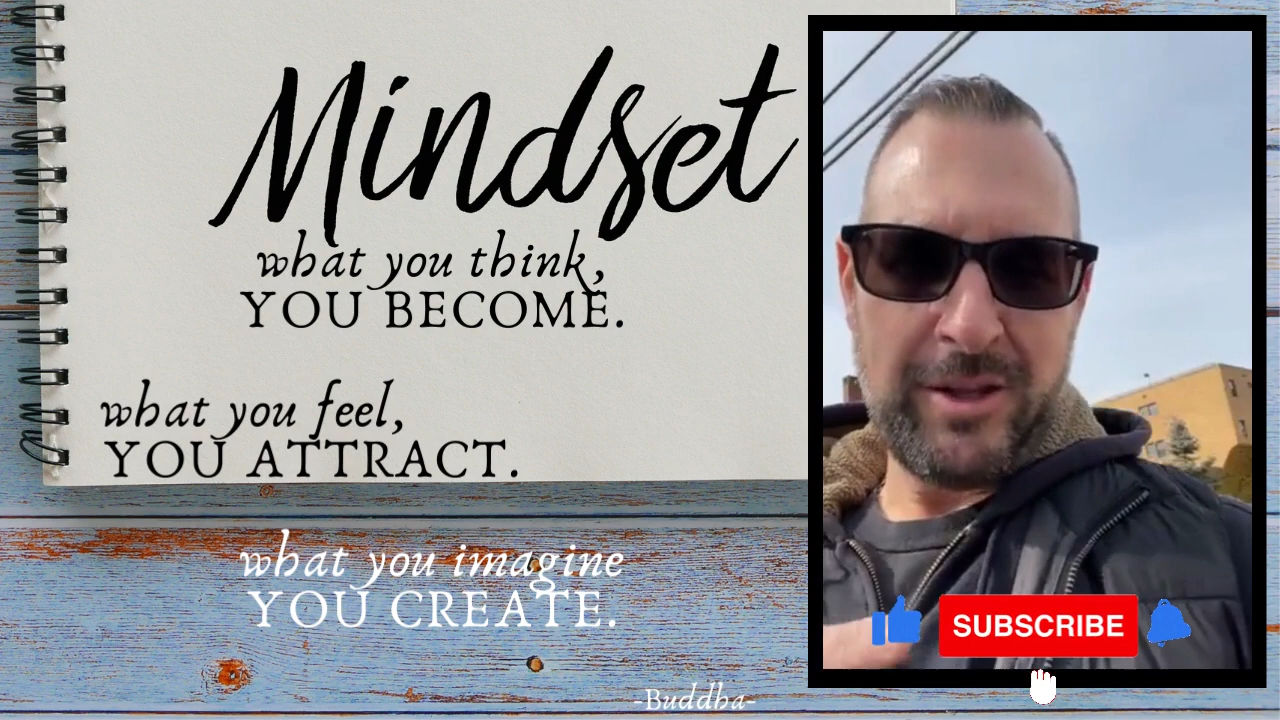 Mindset
what you think,
YOU BECOME.
what you feel,
YOU ATTRACT.
what you imagine
YOU CREATE.
-Buddha-
SUBSCRIBE